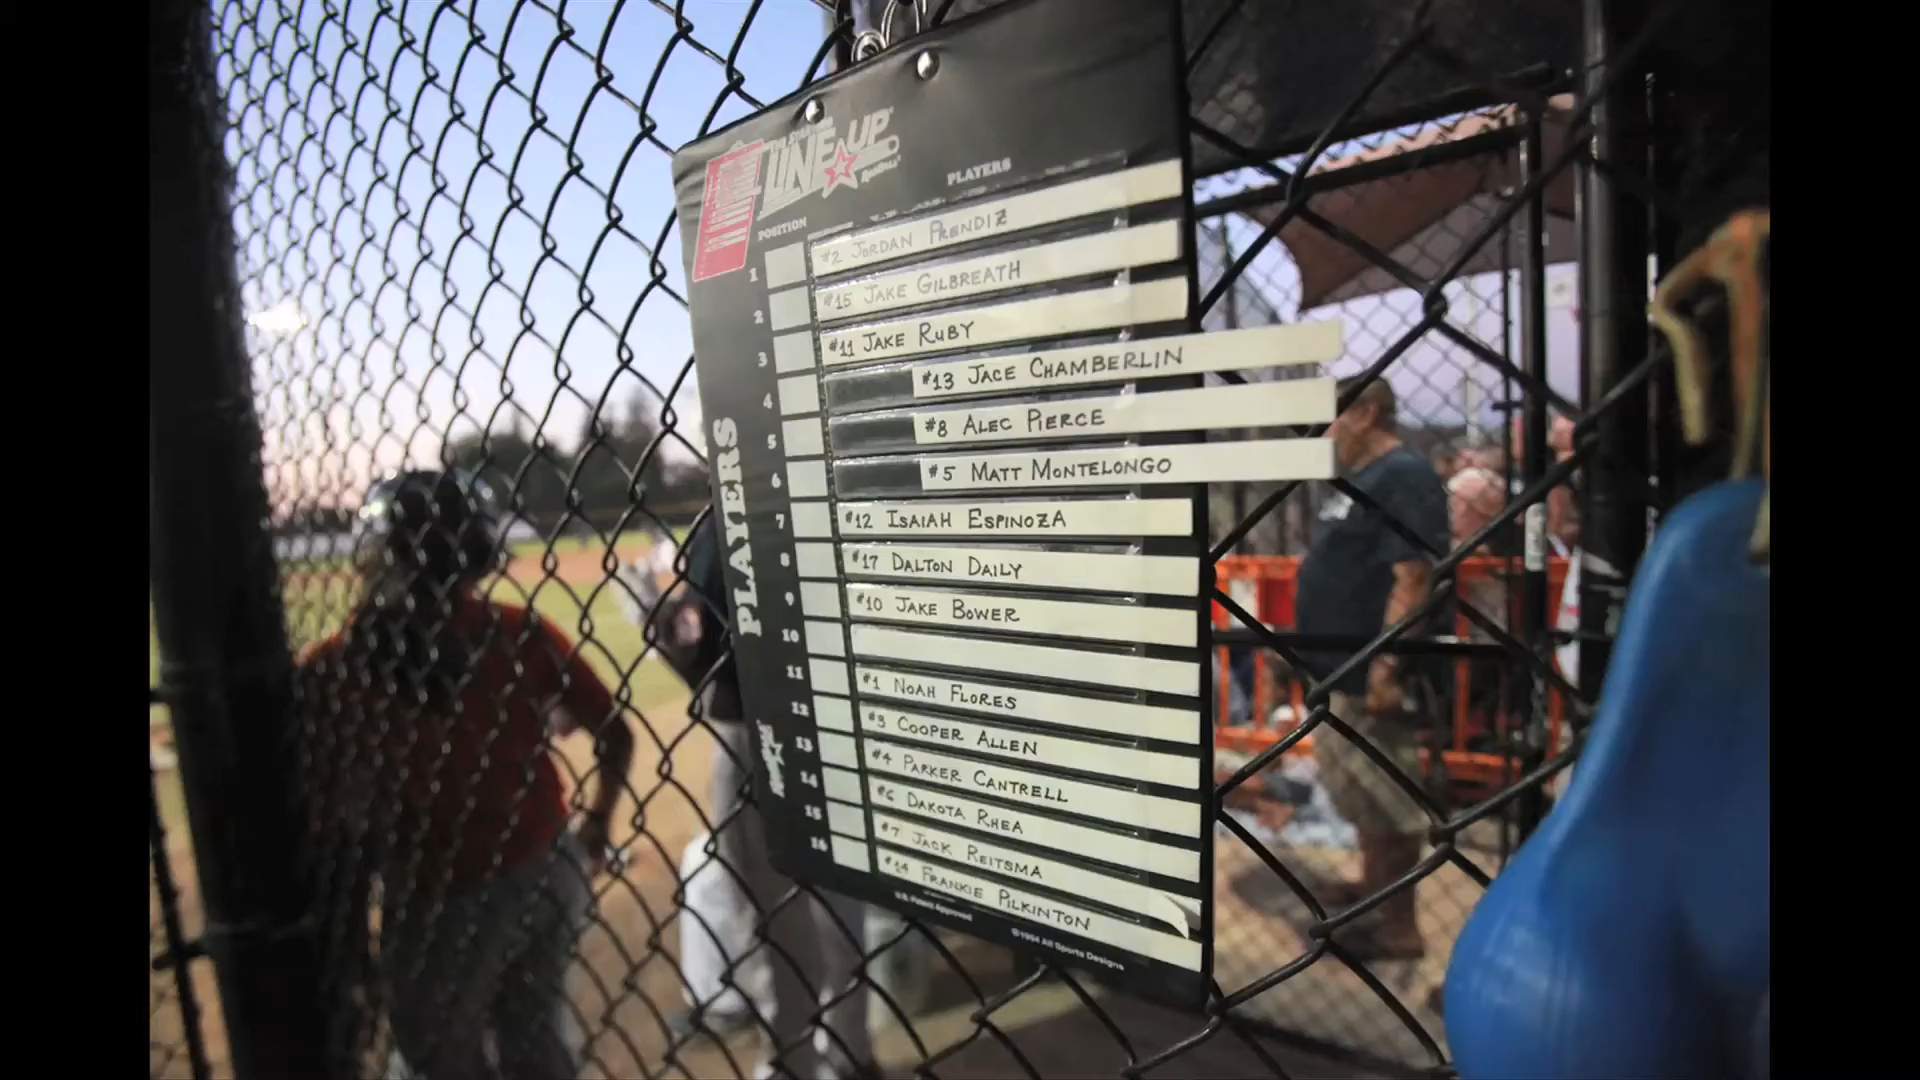 LINE UP
PLAYERS
POSITION
1 #2 JORDAN PRENDIZ
2 #15 JAKE GILBREATH
3 #11 JAKE RUBY
4 #13 JACE CHAMBERLIN
5 #8 ALEC PIERCE
6 #5 MATT MONTELONGO
7 #12 ISAIAH ESPINOZA
8 #17 DALTON DAILY
9 #10 JAKE BOWER
10
11 #1 NOAH FLORES
12 #3 COOPER ALLEN
13 #4 PARKER CANTRELL
14 #6 DAKOTA RHEA
15 #7 JACK REITSMA
16 #14 FRANKIE PILKINTON
PLAYERS
U.S. Patent Approved
©1994 All Sports Designs